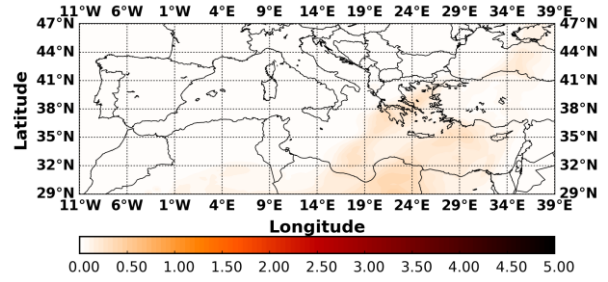 11°W 6°W 1°W 4°E 9°E 14°E 19°E 24°E 29°E 34°E 39°E
47°N 47°N
44°N 44°N
41°N 41°N
38°N 38°N
35°N 35°N
32°N 32°N
29°N 29°N
Latitude
11°W 6°W 1°W 4°E 9°E 14°E 19°E 24°E 29°E 34°E 39°E
Longitude
0.00 0.50 1.00 1.50 2.00 2.50 3.00 3.50 4.00 4.50 5.00